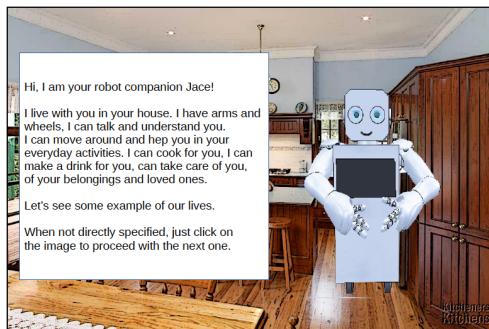 Hi, I am your robot companion Jace!
I live with you in your house. I have arms and
wheels, I can talk and understand you.
I can move around and hep you in your
everyday activities. I can cook for you, I can
make a drink for you, can take care of you,
of your belongings and loved ones.
Let's see some example of our lives.
When not directly specified, just click on
the image to proceed with the next one.
Kitcheners
Kitchens